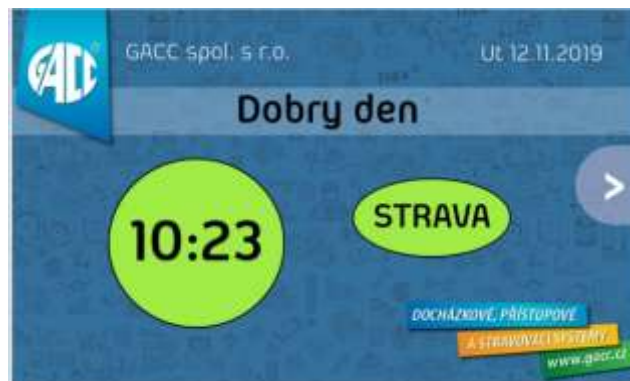 GACC
GACC spol. s r.o.
Ut 12.11.2019
Dobry den
10:23
STRAVA
>
DOCHÁZKOVÉ, PŘÍSTUPOVÉ
A STRAVOVACÍ SYSTÉMY
www.gacc.cz